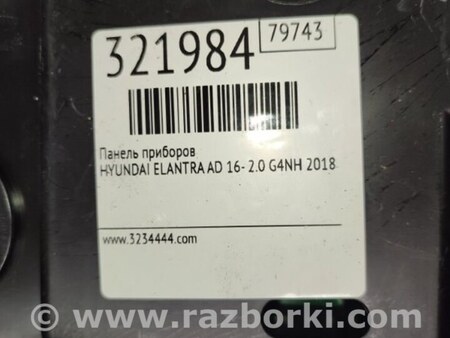 321984
79743
Панель приборов
HYUNDAI ELANTRA AD 16- 2.0 G4NH 2018
www.3234444.com
www.razborki.com